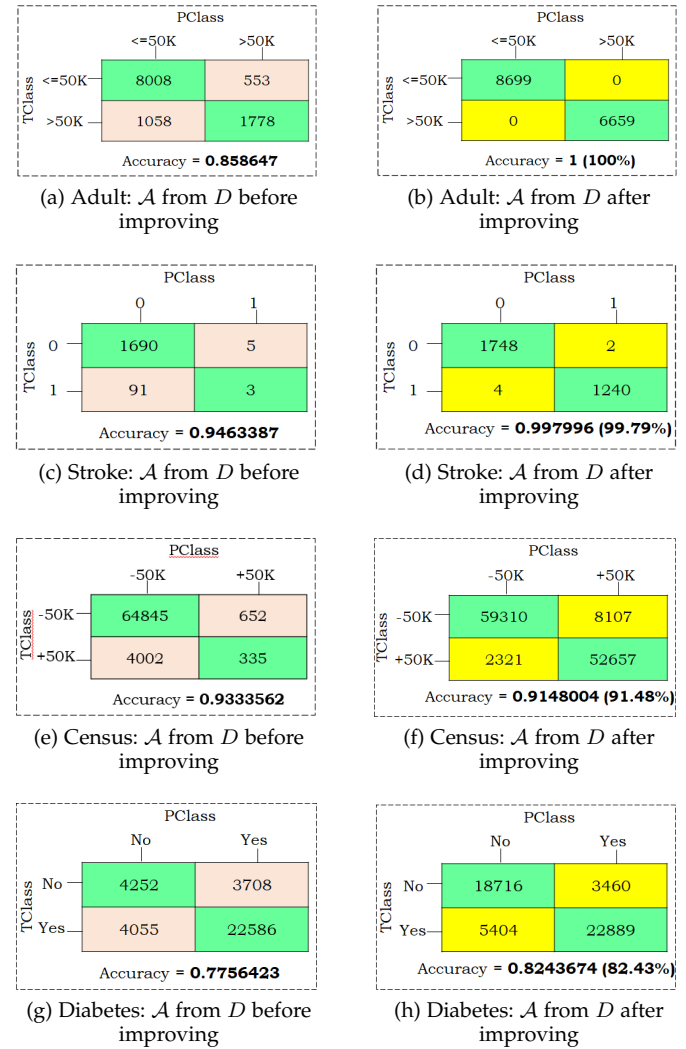 PClass
<=50K >50K
TClass
<=50K 8008 553
>50K 1058 1778
Accuracy = 0.858647
(a) Adult: 𝒜 from D before
improving
PClass
<=50K >50K
TClass
<=50K 8699 0
>50K 0 6659
Accuracy = 1 (100%)
(b) Adult: 𝒜 from D after
improving
PClass
0 1
TClass
0 1690 5
1 91 3
Accuracy = 0.9463387
(c) Stroke: 𝒜 from D before
improving
PClass
0 1
TClass
0 1748 2
1 4 1240
Accuracy = 0.997996 (99.79%)
(d) Stroke: 𝒜 from D after
improving
PClass
-50K +50K
TClass
-50K 64845 652
+50K 4002 335
Accuracy = 0.9333562
(e) Census: 𝒜 from D before
improving
PClass
-50K +50K
TClass
-50K 59310 8107
+50K 2321 52657
Accuracy = 0.9148004 (91.48%)
(f) Census: 𝒜 from D after
improving
PClass
No Yes
TClass
No 4252 3708
Yes 4055 22586
Accuracy = 0.7756423
(g) Diabetes: 𝒜 from D before
improving
PClass
No Yes
TClass
No 18716 3460
Yes 5404 22889
Accuracy = 0.8243674 (82.43%)
(h) Diabetes: 𝒜 from D after
improving